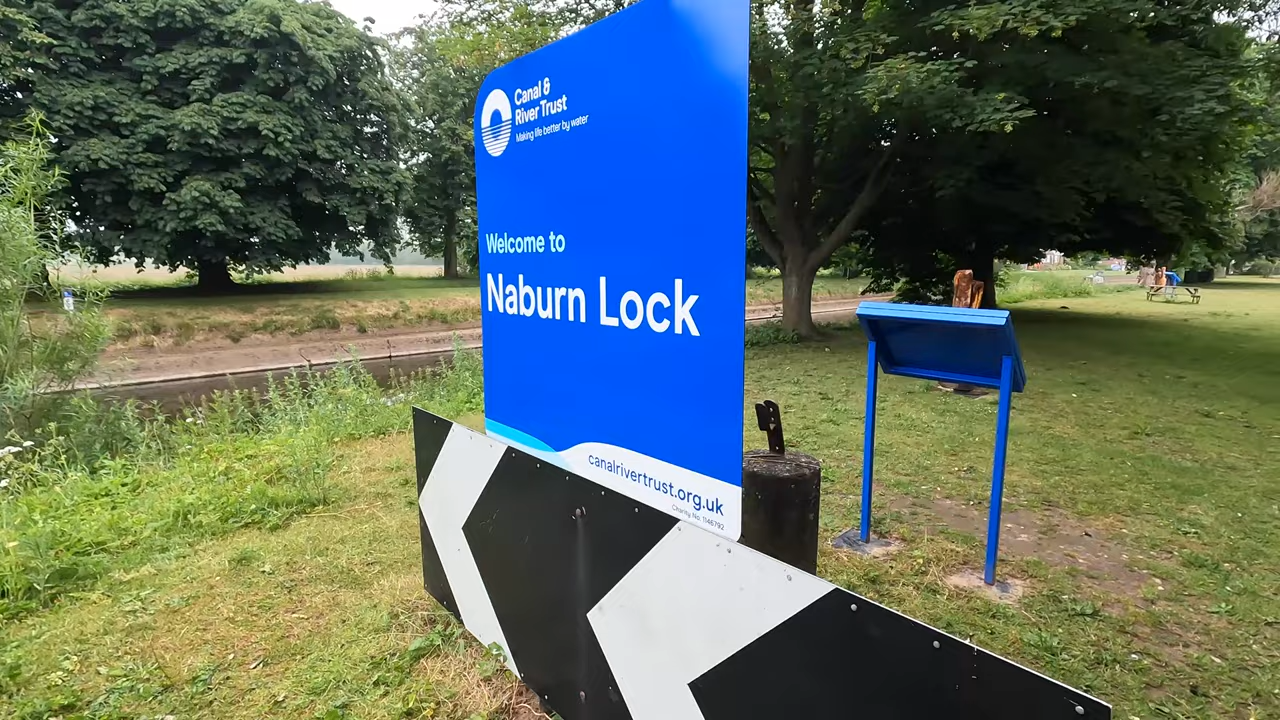 Canal &
River Trust
Making life better by water
Welcome to
Naburn Lock
canalrivertrust.org.uk
Charity No. 1146792